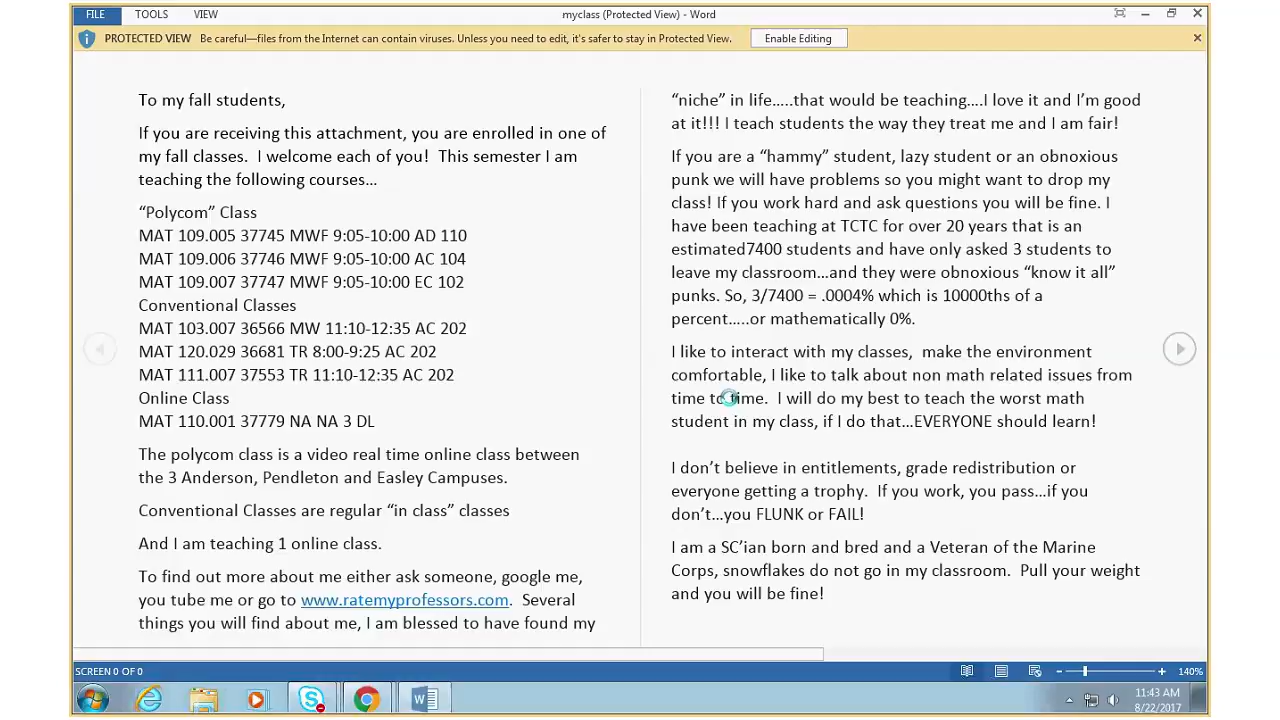 FILE TOOLS VIEW myclass (Protected View) - Word
PROTECTED VIEW Be careful—files from the Internet can contain viruses. Unless you need to edit, it's safer to stay in Protected View. Enable Editing
To my fall students,
If you are receiving this attachment, you are enrolled in one of
my fall classes.  I welcome each of you!  This semester I am
teaching the following courses…
“Polycom” Class
MAT 109.005 37745 MWF 9:05-10:00 AD 110
MAT 109.006 37746 MWF 9:05-10:00 AC 104
MAT 109.007 37747 MWF 9:05-10:00 EC 102
Conventional Classes
MAT 103.007 36566 MW 11:10-12:35 AC 202
MAT 120.029 36681 TR 8:00-9:25 AC 202
MAT 111.007 37553 TR 11:10-12:35 AC 202
Online Class
MAT 110.001 37779 NA NA 3 DL
The polycom class is a video real time online class between
the 3 Anderson, Pendleton and Easley Campuses.
Conventional Classes are regular “in class” classes
And I am teaching 1 online class.
To find out more about me either ask someone, google me,
you tube me or go to www.ratemyprofessors.com.  Several
things you will find about me, I am blessed to have found my
“niche” in life…..that would be teaching….I love it and I’m good
at it!!! I teach students the way they treat me and I am fair!
If you are a “hammy” student, lazy student or an obnoxious
punk we will have problems so you might want to drop my
class! If you work hard and ask questions you will be fine. I
have been teaching at TCTC for over 20 years that is an
estimated7400 students and have only asked 3 students to
leave my classroom…and they were obnoxious “know it all”
punks. So, 3/7400 = .0004% which is 10000ths of a
percent…..or mathematically 0%.
I like to interact with my classes,  make the environment
comfortable, I like to talk about non math related issues from
time to time.  I will do my best to teach the worst math
student in my class, if I do that…EVERYONE should learn!
I don’t believe in entitlements, grade redistribution or
everyone getting a trophy.  If you work, you pass…if you
don’t…you FLUNK or FAIL!
I am a SC’ian born and bred and a Veteran of the Marine
Corps, snowflakes do not go in my classroom.  Pull your weight
and you will be fine!
SCREEN 0 OF 0 140%
11:43 AM
8/22/2017